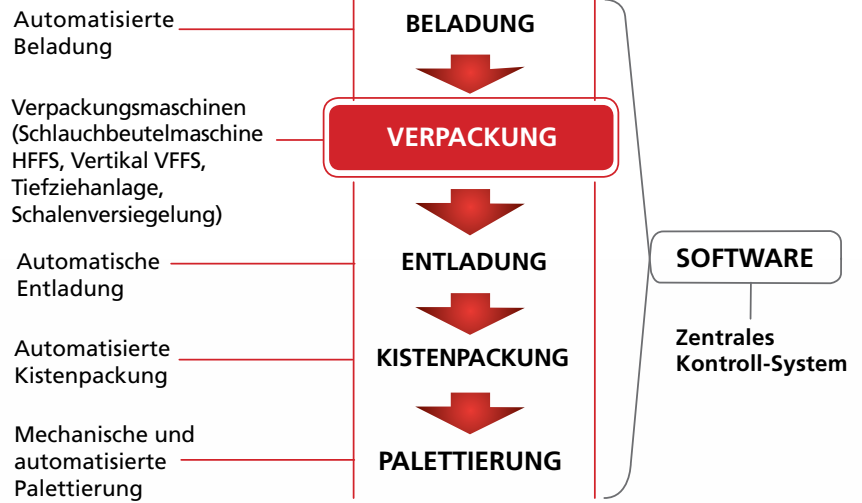 Automatisierte
Beladung
BELADUNG
Verpackungsmaschinen
(Schlauchbeutelmaschine
HFFS, Vertikal VFFS,
Tiefziehanlage,
Schalenversiegelung)
VERPACKUNG
Automatische
Entladung
ENTLADUNG
Automatisierte
Kistenpackung
KISTENPACKUNG
Mechanische und
automatisierte
Palettierung
PALETTIERUNG
SOFTWARE
Zentrales
Kontroll-System